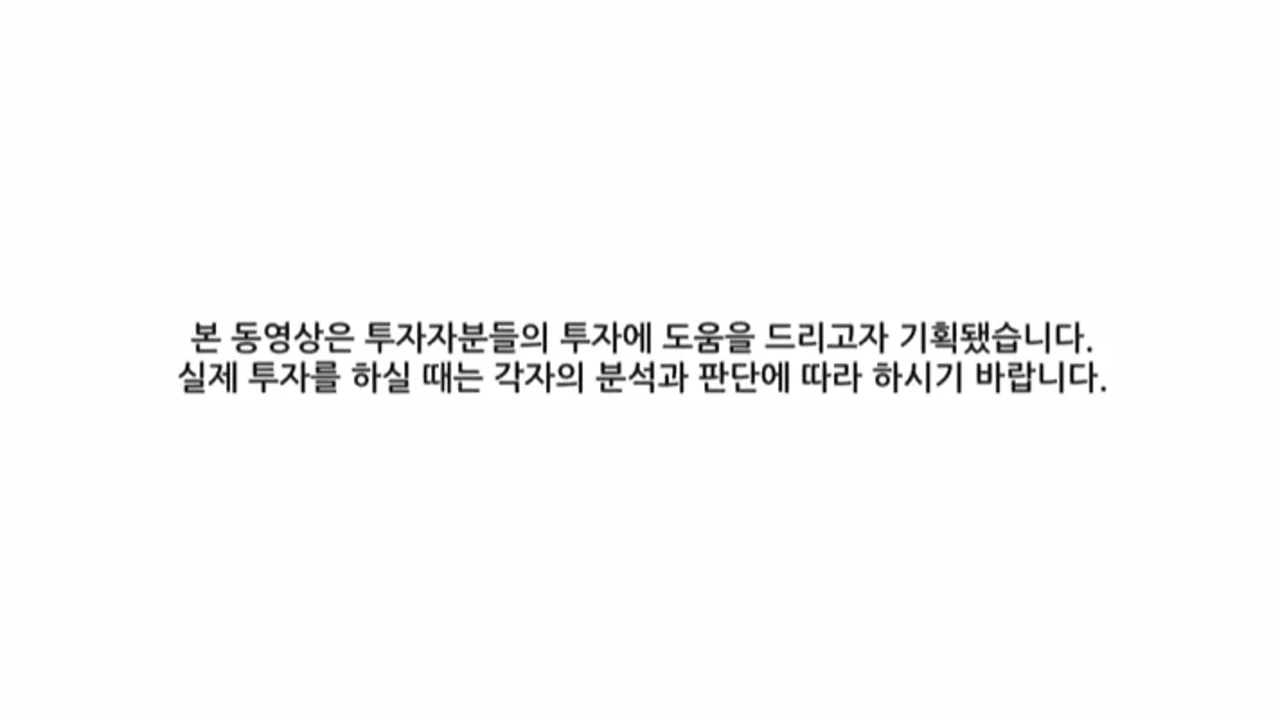 본 동영상은 투자자분들의 투자에 도움을 드리고자 기획됐습니다.
실제 투자를 하실 때는 각자의 분석과 판단에 따라 하시기 바랍니다.